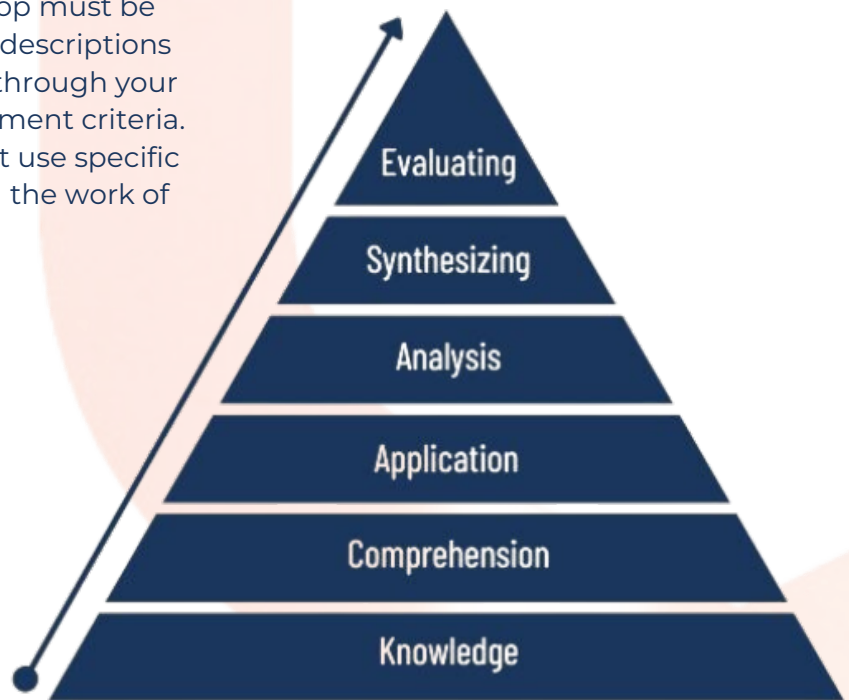 op must be
descriptions
through your
ment criteria.
t use specific
the work of
Evaluating
Synthesizing
Analysis
Application
Comprehension
Knowledge